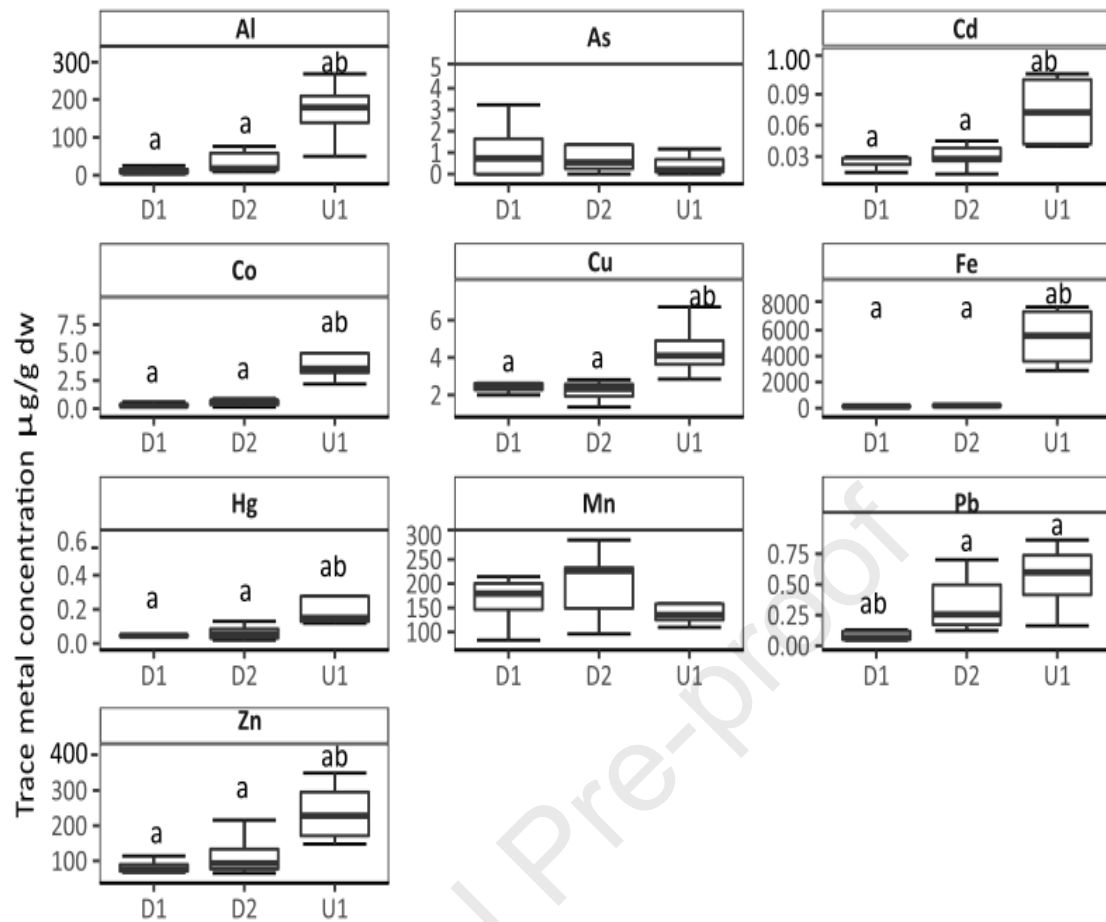 Trace metal concentration µg/g dw
Al
300
200
100
0
a
a
ab
D1 D2 U1
As
5
4
3
2
1
0
D1 D2 U1
Cd
1.00
0.09
0.06
0.03
a
a
ab
D1 D2 U1
Co
7.5
5.0
2.5
0.0
a
a
ab
D1 D2 U1
Cu
6
4
2
a
a
ab
D1 D2 U1
Fe
8000
6000
4000
2000
0
a
a
ab
D1 D2 U1
Hg
0.6
0.4
0.2
0.0
a
a
ab
D1 D2 U1
Mn
300
250
200
150
100
D1 D2 U1
Pb
0.75
0.50
0.25
0.00
ab
a
a
D1 D2 U1
Zn
400
300
200
100
a
a
ab
D1 D2 U1
l Pre-proof